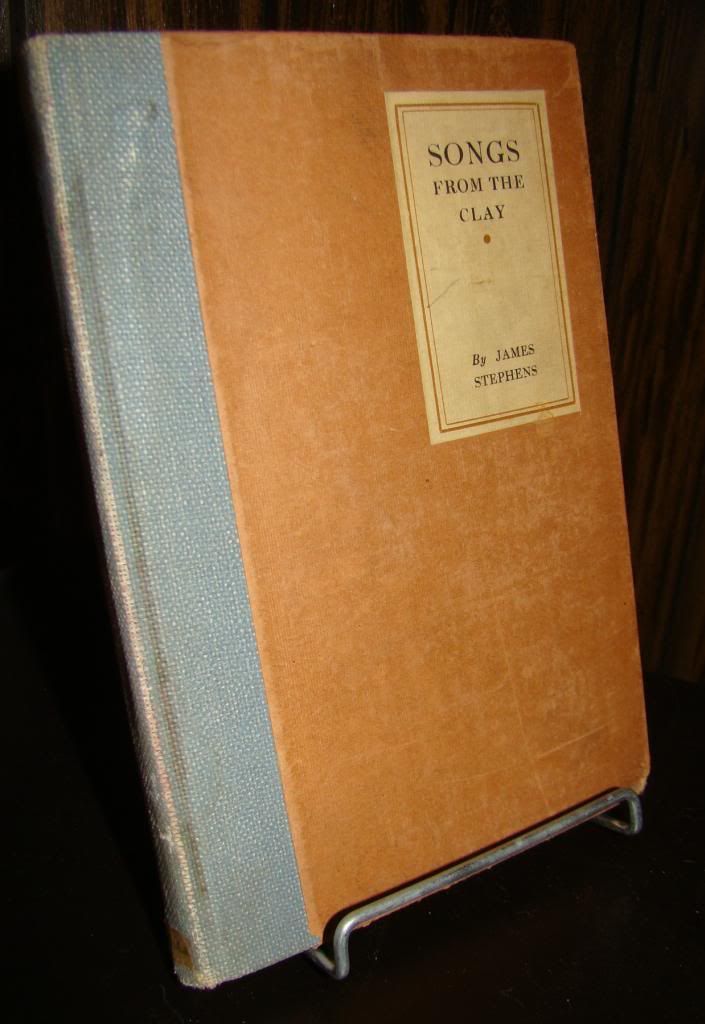 SONGS
FROM THE
CLAY
By JAMES
STEPHENS